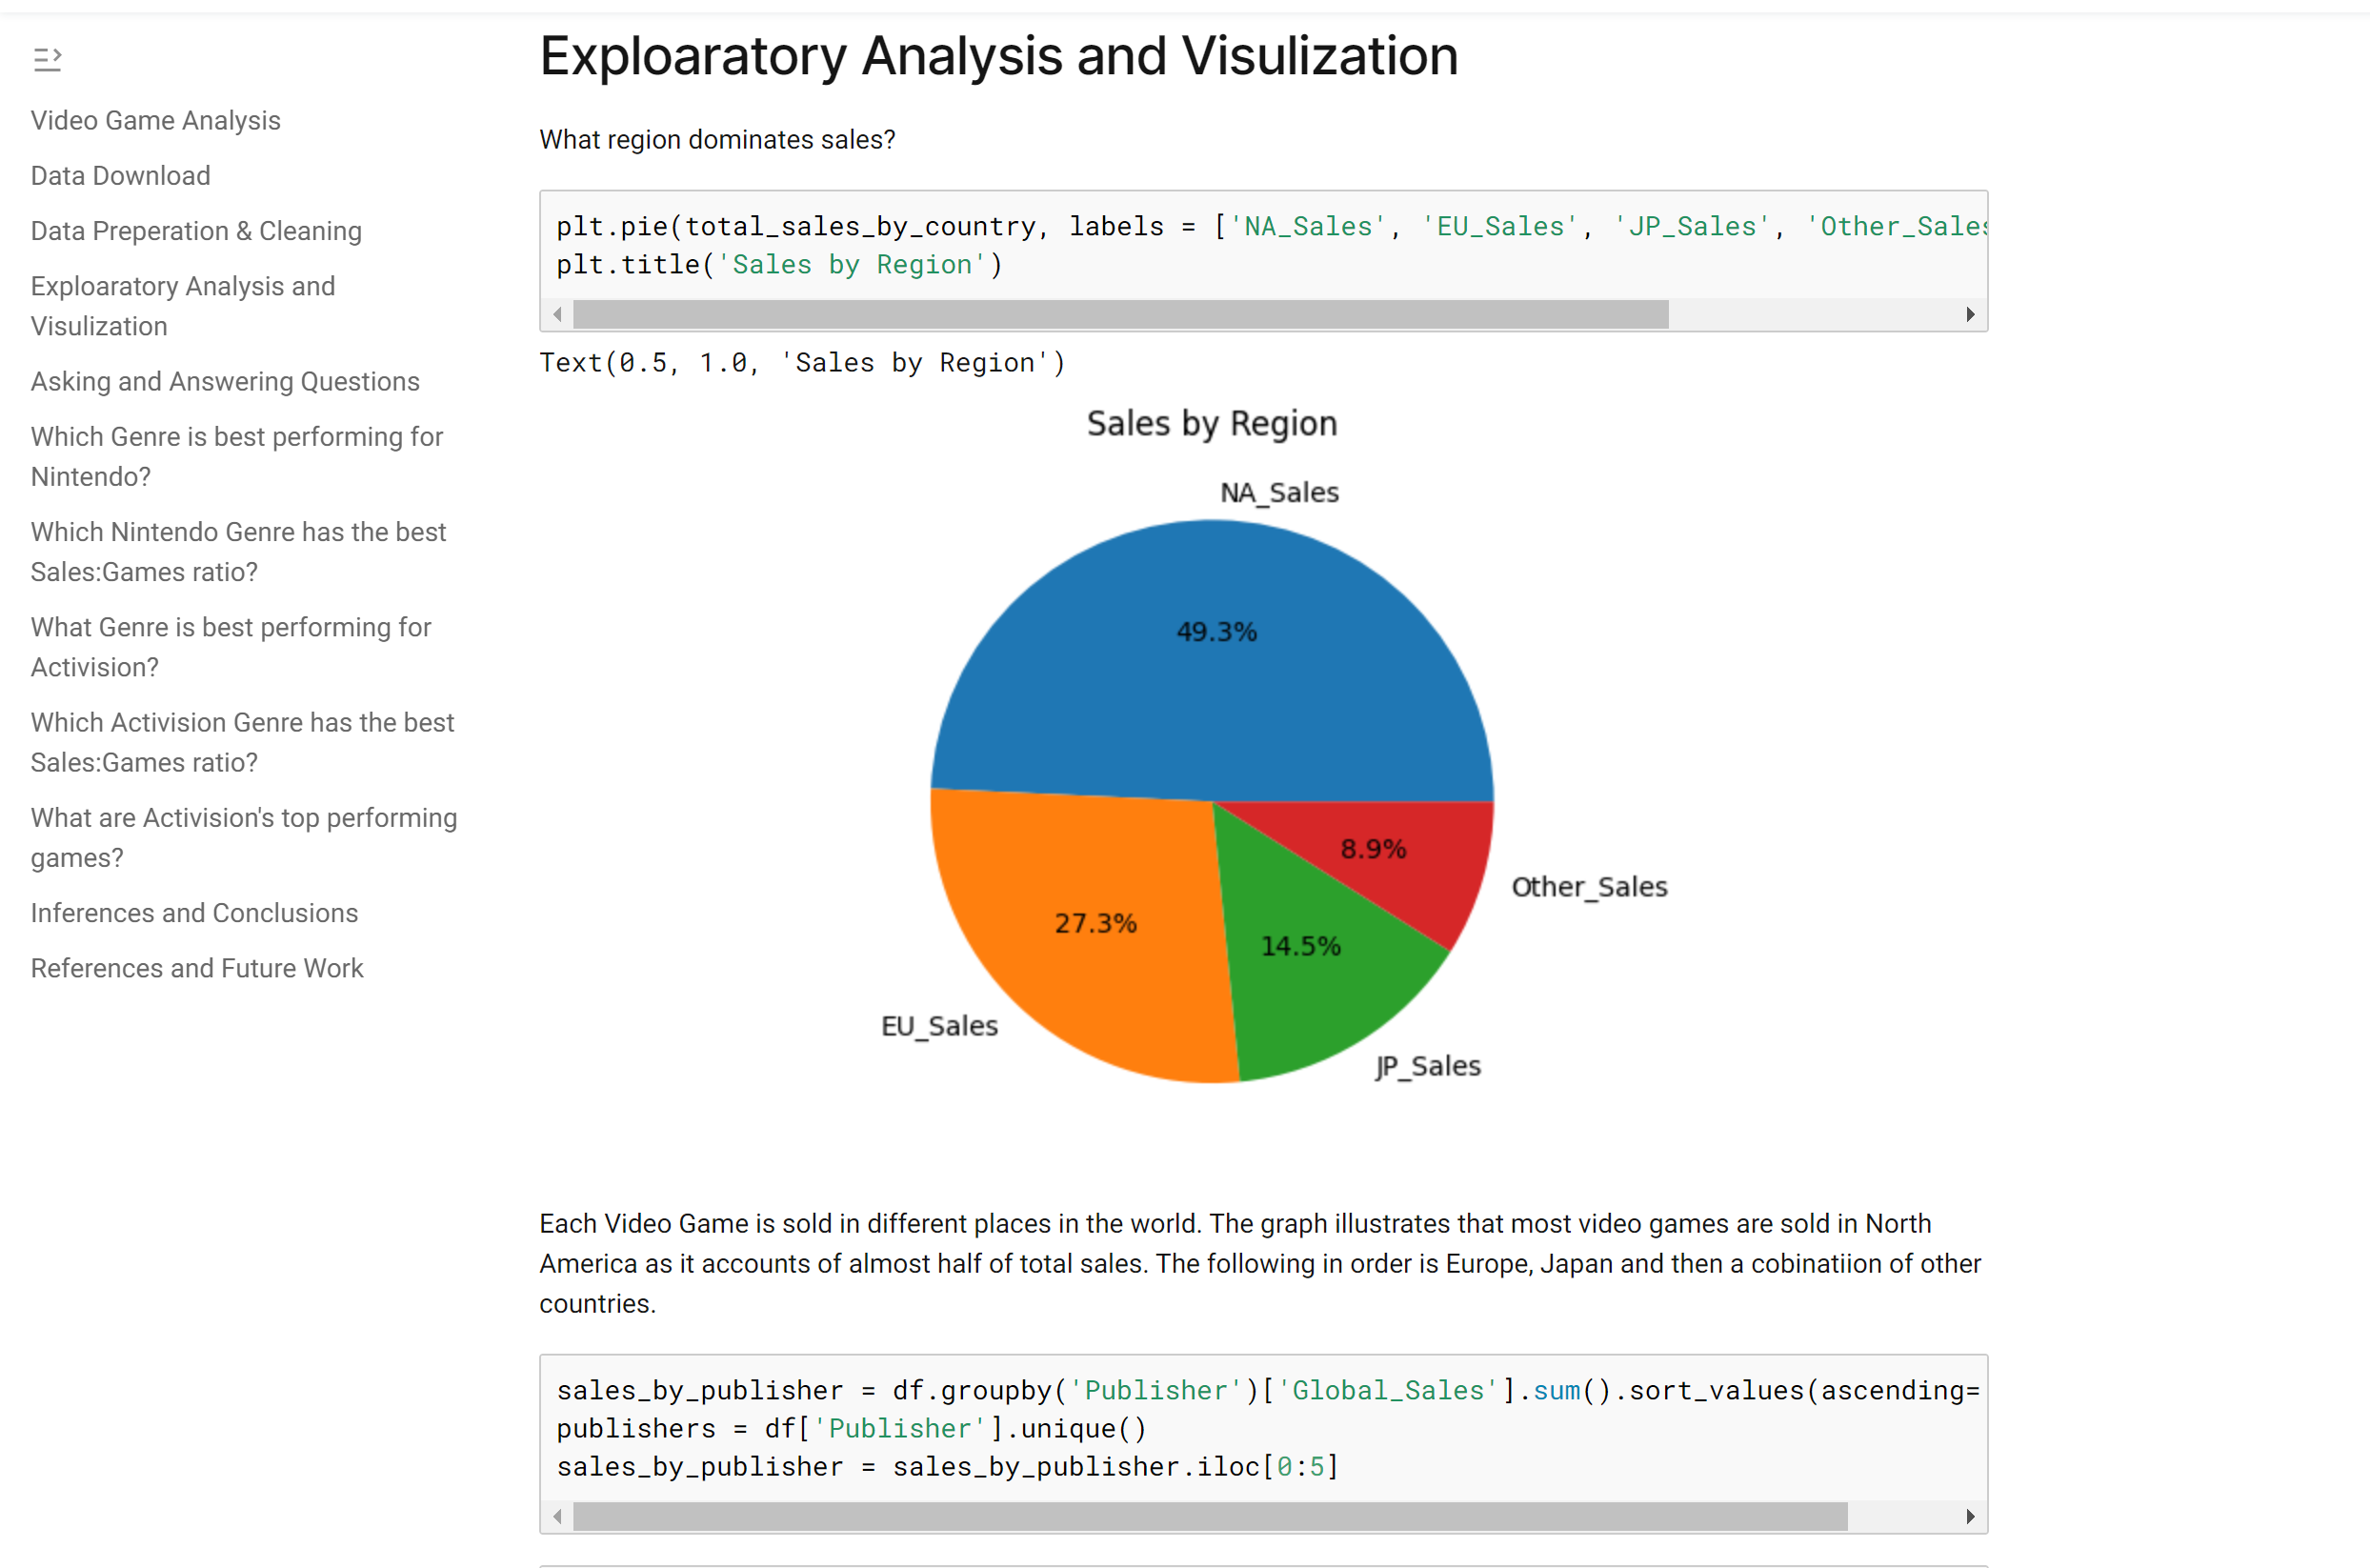 Video Game Analysis
Data Download
Data Preperation & Cleaning
Exploaratory Analysis and
Visulization
Asking and Answering Questions
Which Genre is best performing for
Nintendo?
Which Nintendo Genre has the best
Sales:Games ratio?
What Genre is best performing for
Activision?
Which Activision Genre has the best
Sales:Games ratio?
What are Activision's top performing
games?
Inferences and Conclusions
References and Future Work
Exploaratory Analysis and Visulization
What region dominates sales?
plt.pie(total_sales_by_country, labels = ['NA_Sales', 'EU_Sales', 'JP_Sales', 'Other_Sales
plt.title('Sales by Region')
Text(0.5, 1.0, 'Sales by Region')
Sales by Region
NA_Sales
49.3%
8.9%
Other_Sales
27.3%
14.5%
EU_Sales
JP_Sales
Each Video Game is sold in different places in the world. The graph illustrates that most video games are sold in North
America as it accounts of almost half of total sales. The following in order is Europe, Japan and then a cobinatiion of other
countries.
sales_by_publisher = df.groupby('Publisher')['Global_Sales'].sum().sort_values(ascending=
publishers = df['Publisher'].unique()
sales_by_publisher = sales_by_publisher.iloc[0:5]